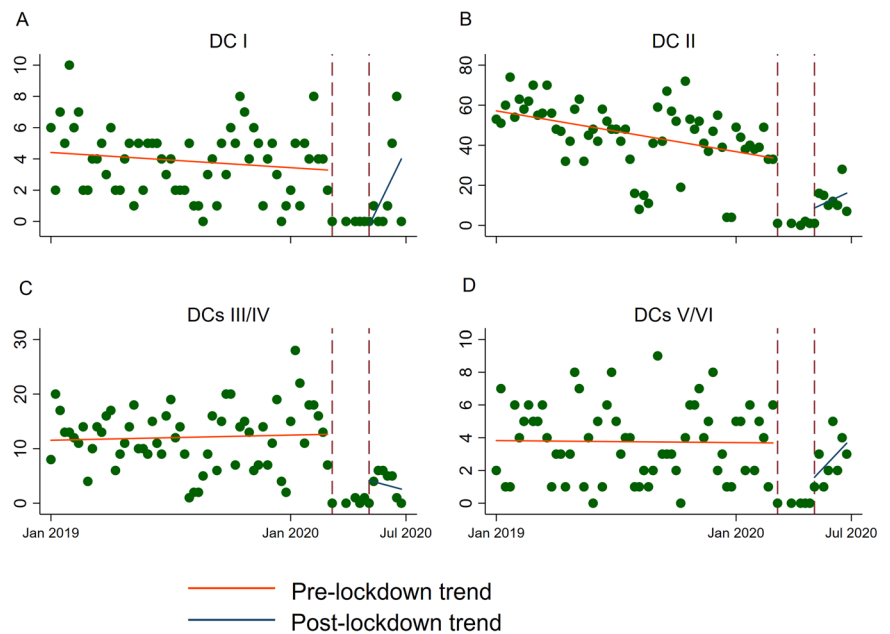 A
DC I
10
8
6
4
2
0
B
DC II
80
60
40
20
0
C
DCs III/IV
30
20
10
0
Jan 2019
Jan 2020
Jul 2020
D
DCs V/VI
10
8
6
4
2
0
Jan 2019
Jan 2020
Jul 2020
Pre-lockdown trend
Post-lockdown trend